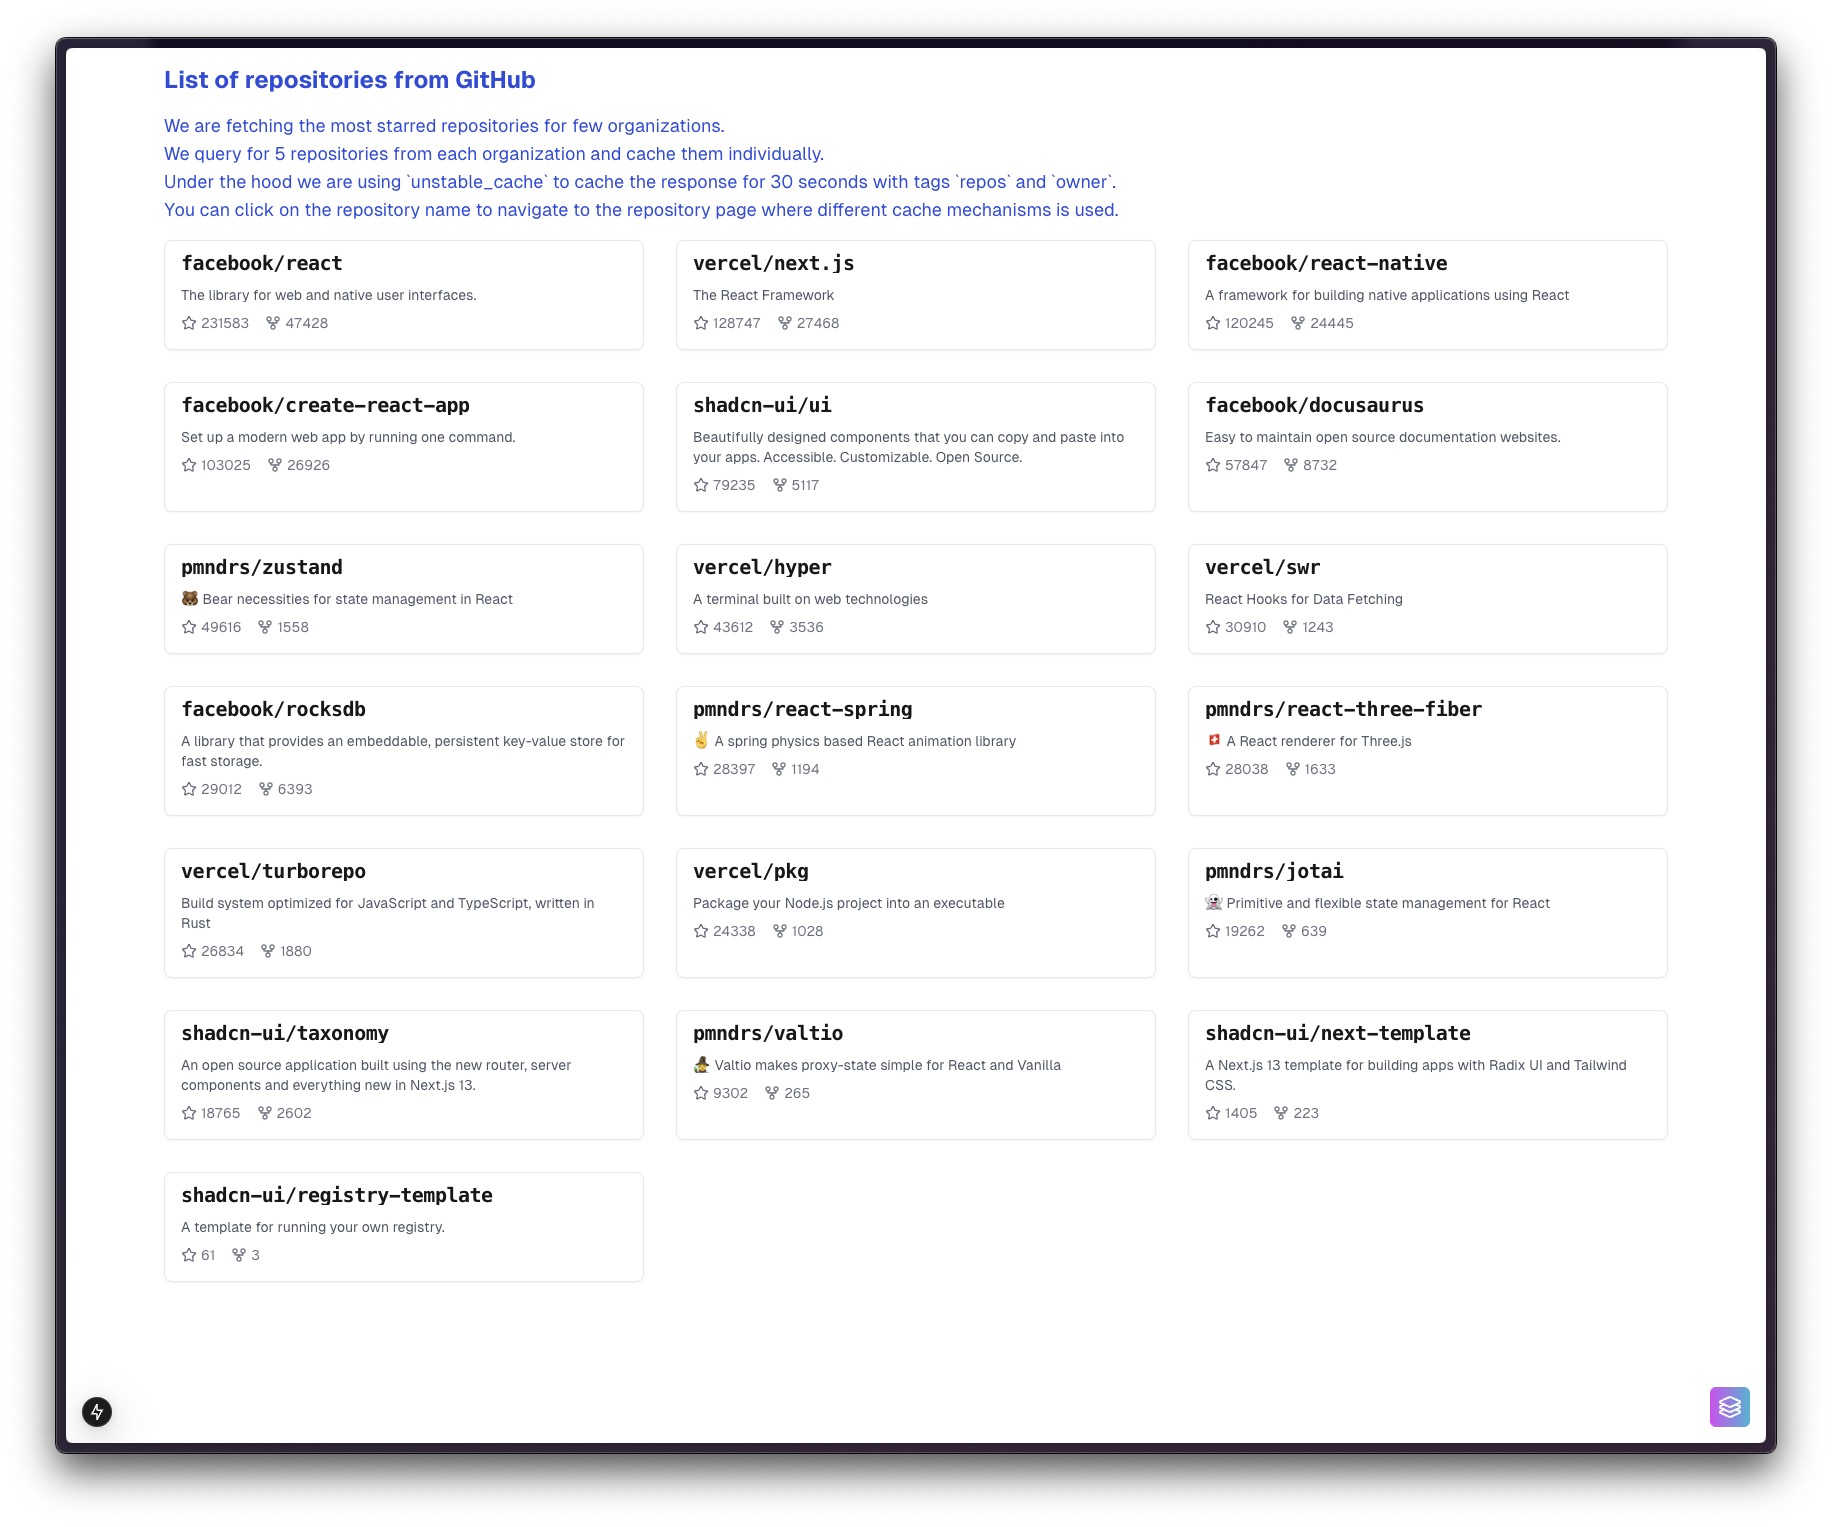 List of repositories from GitHub
We are fetching the most starred repositories for few organizations.
We query for 5 repositories from each organization and cache them individually.
Under the hood we are using `unstable_cache` to cache the response for 30 seconds with tags `repos` and `owner`.
You can click on the repository name to navigate to the repository page where different cache mechanisms is used.
facebook/react
The library for web and native user interfaces.
231583 47428
vercel/next.js
The React Framework
128747 27468
facebook/react-native
A framework for building native applications using React
120245 24445
facebook/create-react-app
Set up a modern web app by running one command.
103025 26926
shadcn-ui/ui
Beautifully designed components that you can copy and paste into
your apps. Accessible. Customizable. Open Source.
79235 5117
facebook/docusaurus
Easy to maintain open source documentation websites.
57847 8732
pmndrs/zustand
🐻 Bear necessities for state management in React
49616 1558
vercel/hyper
A terminal built on web technologies
43612 3536
vercel/swr
React Hooks for Data Fetching
30910 1243
facebook/rocksdb
A library that provides an embeddable, persistent key-value store for
fast storage.
29012 6393
pmndrs/react-spring
✌️ A spring physics based React animation library
28397 1194
pmndrs/react-three-fiber
🇨🇭 A React renderer for Three.js
28038 1633
vercel/turborepo
Build system optimized for JavaScript and TypeScript, written in
Rust
26834 1880
vercel/pkg
Package your Node.js project into an executable
24338 1028
pmndrs/jotai
👻 Primitive and flexible state management for React
19262 639
shadcn-ui/taxonomy
An open source application built using the new router, server
components and everything new in Next.js 13.
18765 2602
pmndrs/valtio
🧙‍♂️ Valtio makes proxy-state simple for React and Vanilla
9302 265
shadcn-ui/next-template
A Next.js 13 template for building apps with Radix UI and Tailwind
CSS.
1405 223
shadcn-ui/registry-template
A template for running your own registry.
61 3